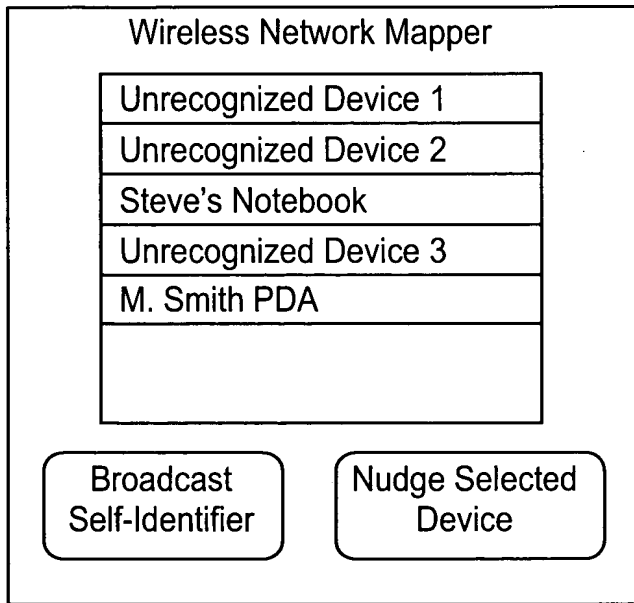 Wireless Network Mapper
Unrecognized Device 1
Unrecognized Device 2
Steve's Notebook
Unrecognized Device 3
M. Smith PDA
Broadcast
Self-Identifier
Nudge Selected
Device